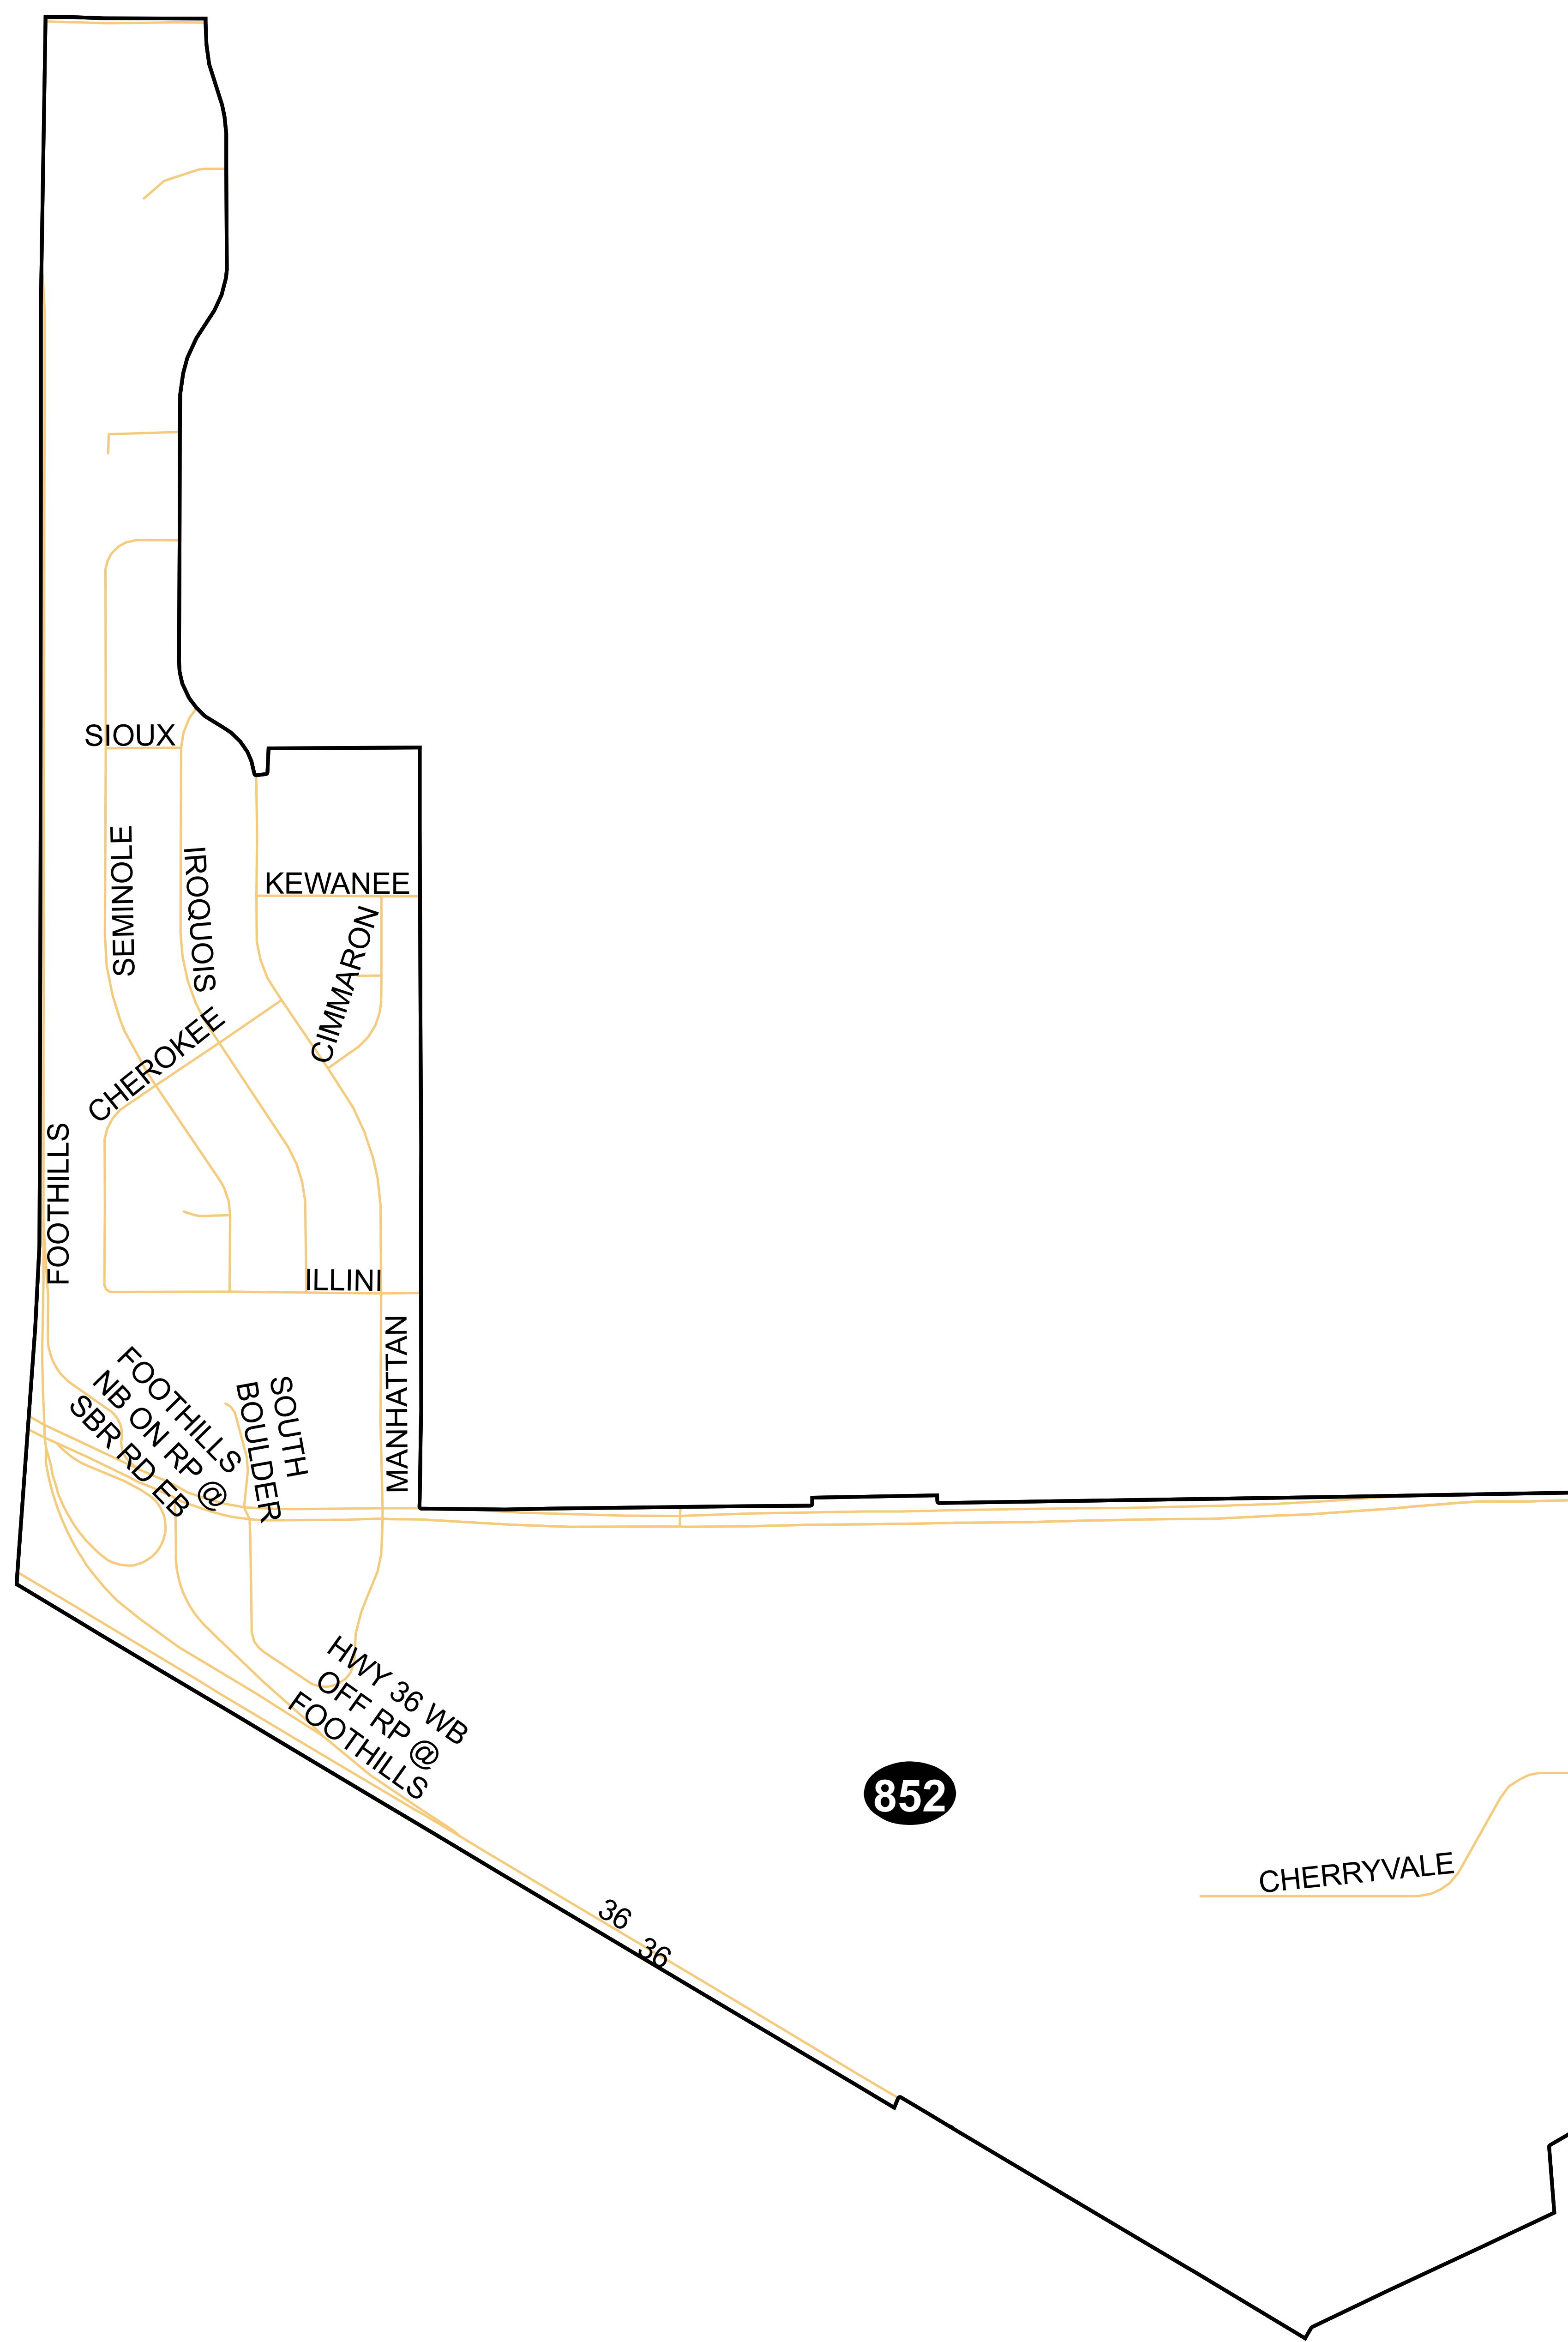 SIOUX
SEMINOLE
IROQUOIS
KEWANEE
CIMMARON
CHEROKEE
FOOTHILLS
ILLINI
MANHATTAN
FOOTHILLS
NB ON RP @
SBR RD EB
SOUTH
BOULDER
HWY 36 WB
OFF RP @
FOOTHILLS
852
CHERRYVALE
36
36